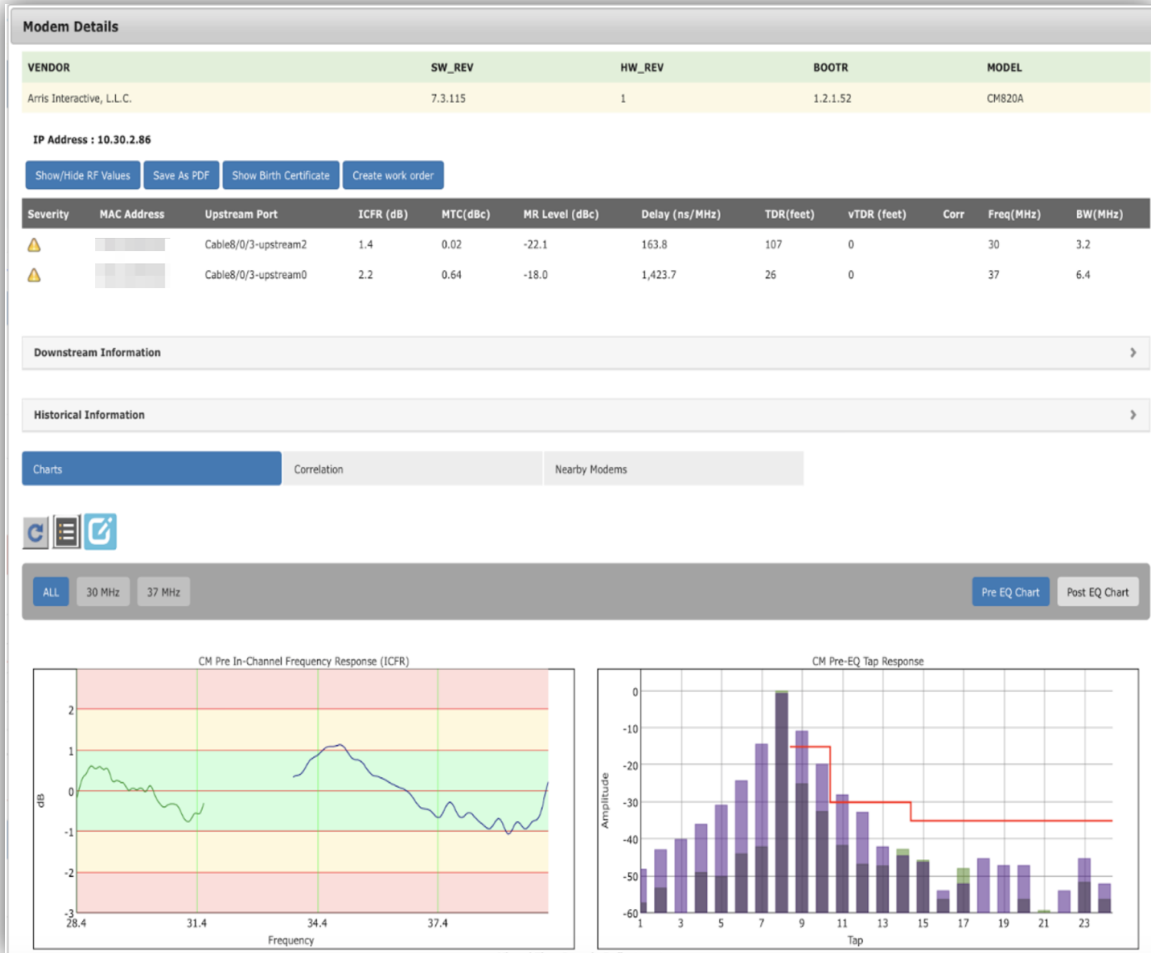 Modem Details
VENDOR SW_REV HW_REV BOOTR MODEL
Arris Interactive, L.L.C. 7.3.115 1 1.2.1.52 CM820A
IP Address : 10.30.2.86
Show/Hide RF Values Save As PDF Show Birth Certificate Create work order
Severity MAC Address Upstream Port ICFR (dB) MTC(dBc) MR Level (dBc) Delay (ns/MHz) TDR(feet) vTDR (feet) Corr Freq(MHz) BW(MHz)
Cable8/0/3-upstream2 1.4 0.02 -22.1 163.8 107 0 30 3.2
Cable8/0/3-upstream0 2.2 0.64 -18.0 1,423.7 26 0 37 6.4
Downstream Information
Historical Information
Charts Correlation Nearby Modems
ALL 30 MHz 37 MHz Pre EQ Chart Post EQ Chart
CM Pre In-Channel Frequency Response (ICFR)
2
1
0
-1
-2
-3
dB
28.4 31.4 34.4 37.4
Frequency
CM Pre-EQ Tap Response
0
-10
-20
-30
-40
-50
-60
Amplitude
1 3 5 7 9 11 13 15 17 19 21 23
Tap